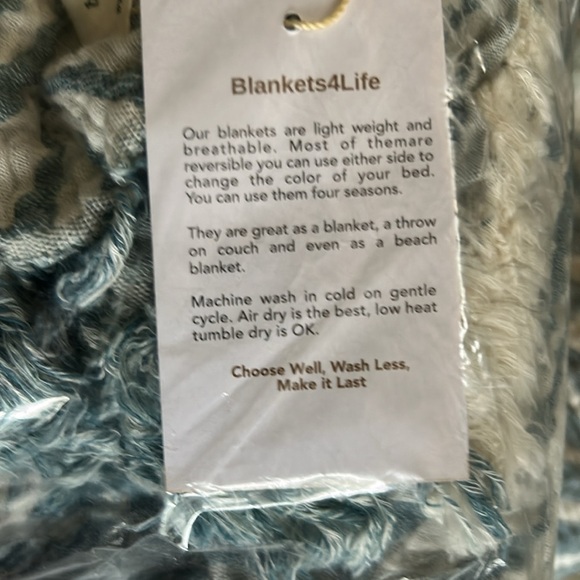 Blankets4Life
Our blankets are light weight and
breathable. Most of themare
reversible you can use either side to
change the color of your bed.
You can use them four seasons.
They are great as a blanket, a throw
on couch and even as a beach
blanket.
Machine wash in cold on gentle
cycle. Air dry is the best, low heat
tumble dry is OK.
Choose Well, Wash Less,
Make it Last